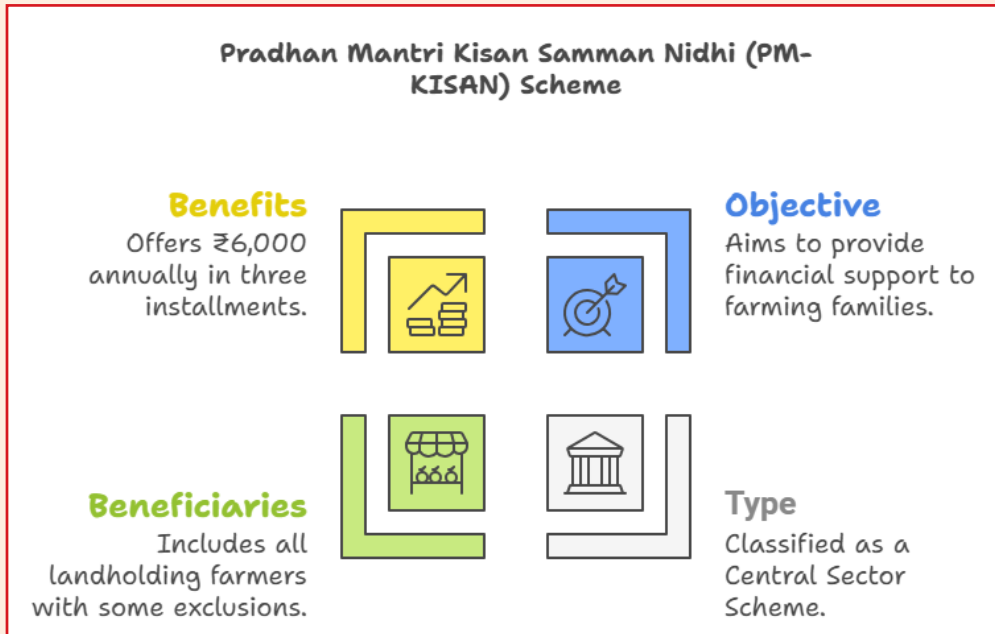 Pradhan Mantri Kisan Samman Nidhi (PM-
KISAN) Scheme
Benefits
Offers ₹6,000
annually in three
installments.
Objective
Aims to provide
financial support to
farming families.
Beneficiaries
Includes all
landholding farmers
with some exclusions.
Type
Classified as a
Central Sector
Scheme.